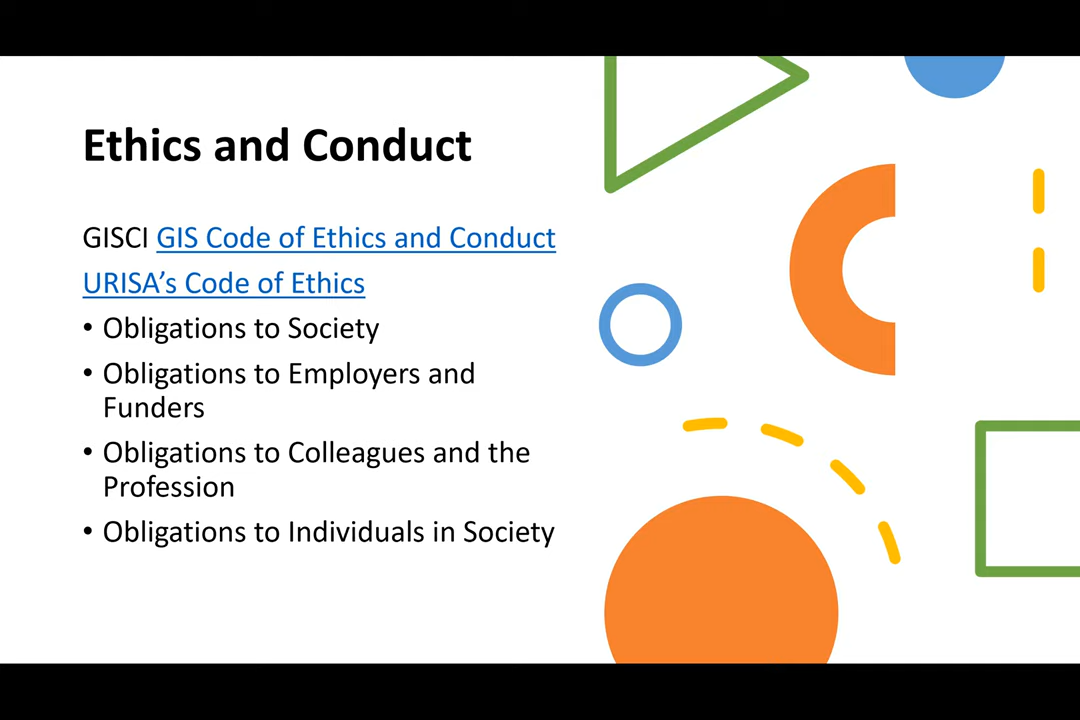 Ethics and Conduct
GISCI GIS Code of Ethics and Conduct
URISA’s Code of Ethics
• Obligations to Society
• Obligations to Employers and
Funders
• Obligations to Colleagues and the
Profession
• Obligations to Individuals in Society